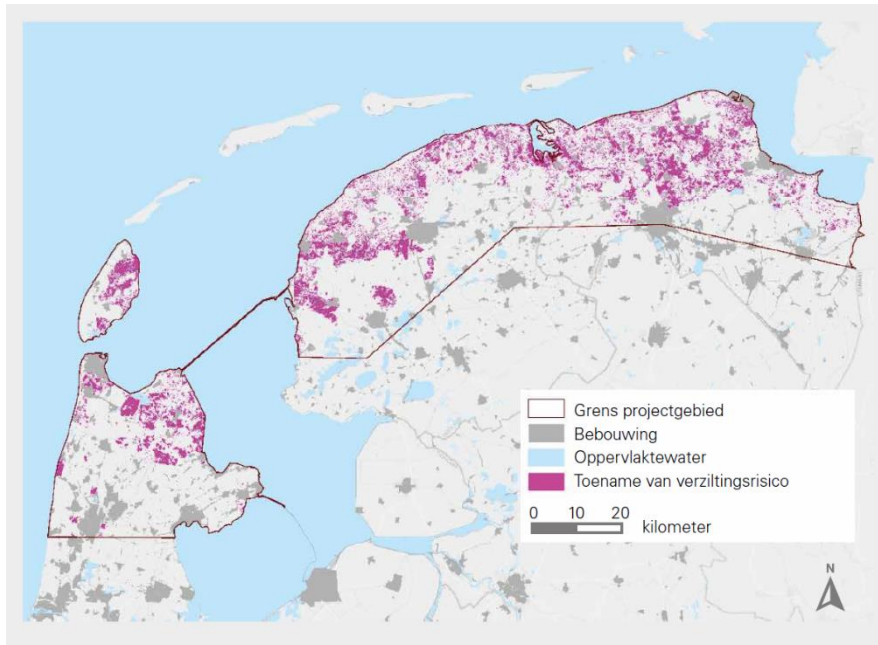 Grens projectgebied
Bebouwing
Oppervlaktewater
Toename van verziltingsrisico
0 10 20
kilometer
N